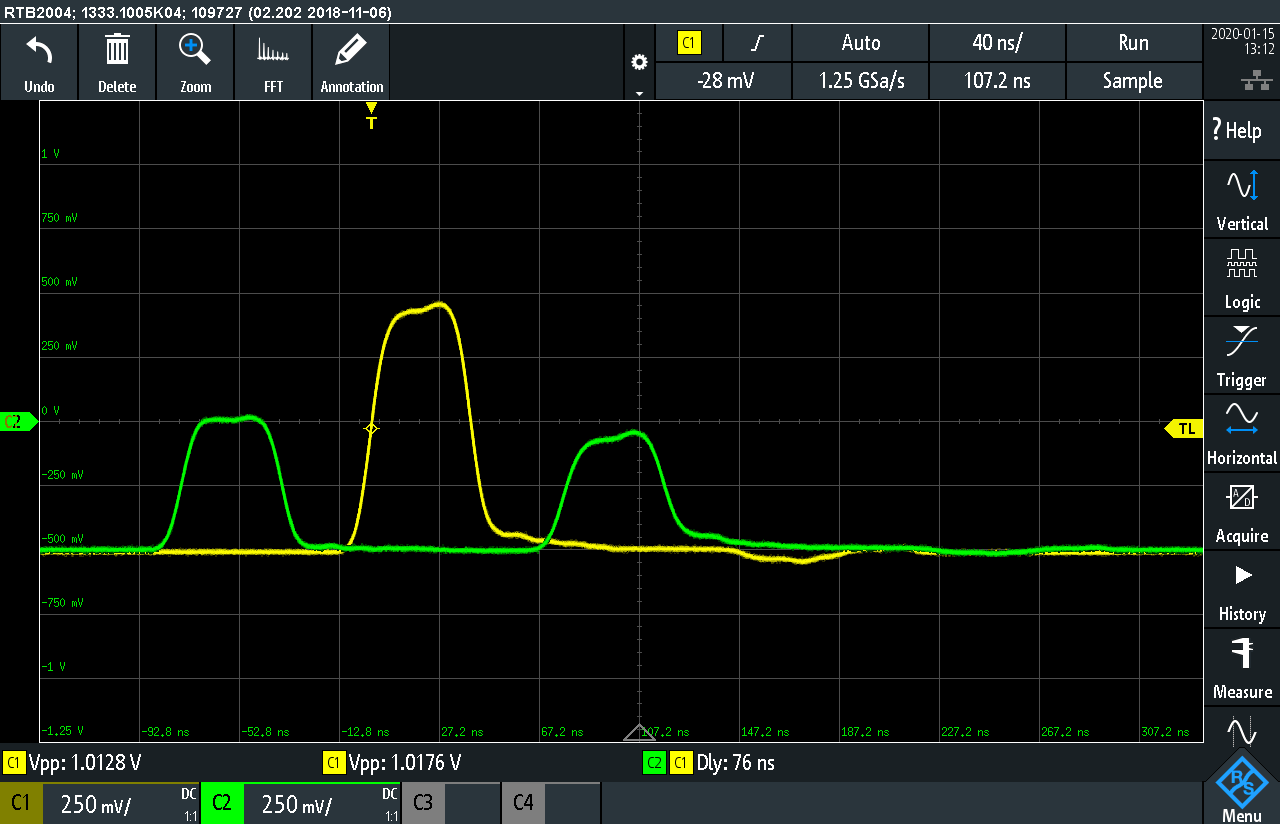 RTB2004; 1333.1005K04; 109727 (02.202 2018-11-06)
Undo
Delete
Zoom
FFT
Annotation
C1
Auto
40 ns/
Run
-28 mV
1.25 GSa/s
107.2 ns
Sample
2020-01-15
13:12
T
1 V
750 mV
500 mV
250 mV
0 V
-250 mV
-500 mV
-750 mV
-1 V
-1.25 V
C2
TL
-92,8 ns
-52,8 ns
-12,8 ns
27,2 ns
67,2 ns
107,2 ns
147,2 ns
187,2 ns
227,2 ns
267,2 ns
307,2 ns
? Help
Vertical
Logic
Trigger
Horizontal
A/D
Acquire
History
Measure
R&S
Menu
C1 Vpp: 1.0128 V
C1 Vpp: 1.0176 V
C2 C1 Dly: 76 ns
C1 250 mV/ DC 1:1
C2 250 mV/ DC 1:1
C3
C4